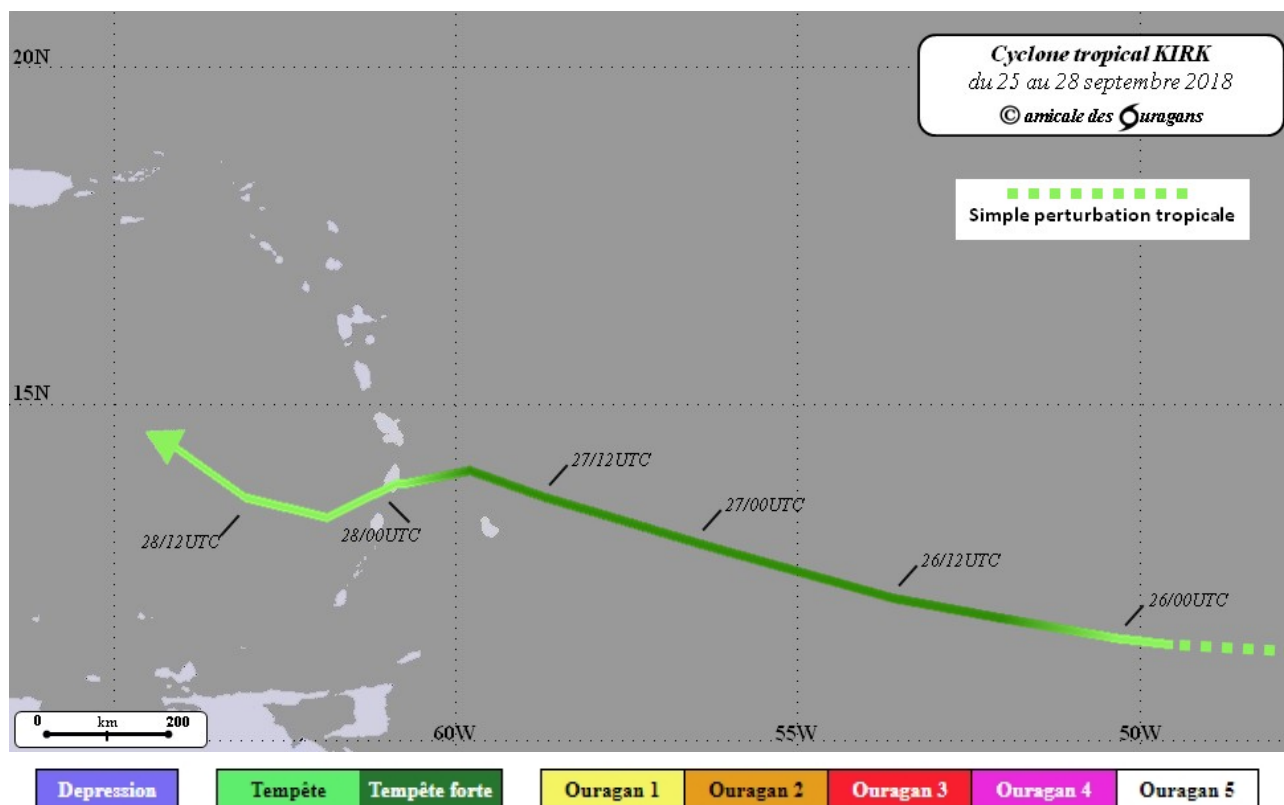 20N
Cyclone tropical KIRK
du 25 au 28 septembre 2018
© amicale des Ouragans
Simple perturbation tropicale
15N
27/12UTC
27/00UTC
28/12UTC
28/00UTC
26/12UTC
26/00UTC
0 km 200
60W 55W 50W
Depression Tempête Tempête forte Ouragan 1 Ouragan 2 Ouragan 3 Ouragan 4 Ouragan 5